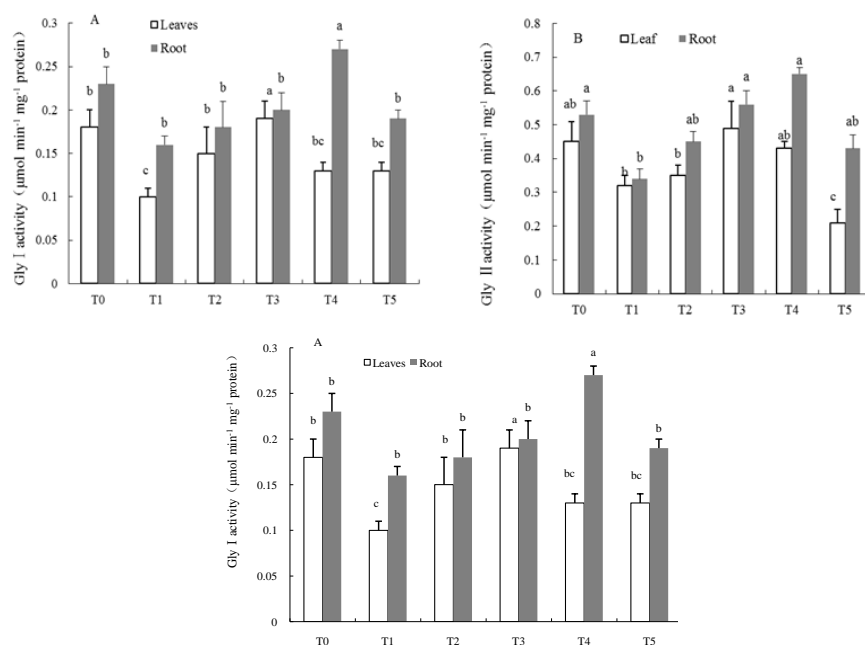 A
Leaves
Root
Gly Ⅰ activity（μmol min-1 mg-1 protein)
0.3
0.25
0.2
0.15
0.1
0.05
0
b b c b b b a b bc a bc b
T0 T1 T2 T3 T4 T5
B
Leaf
Root
Gly Ⅱ activity（μmol min-1 mg-1 protein)
0.8
0.7
0.6
0.5
0.4
0.3
0.2
0.1
0
ab a b b b ab a a ab a c ab
T0 T1 T2 T3 T4 T5
A
Leaves Root
Gly Ⅰ activity（μmol min-1 mg-1 protein)
0.3
0.25
0.2
0.15
0.1
0.05
0
b b c b b b a b bc a bc b
T0 T1 T2 T3 T4 T5